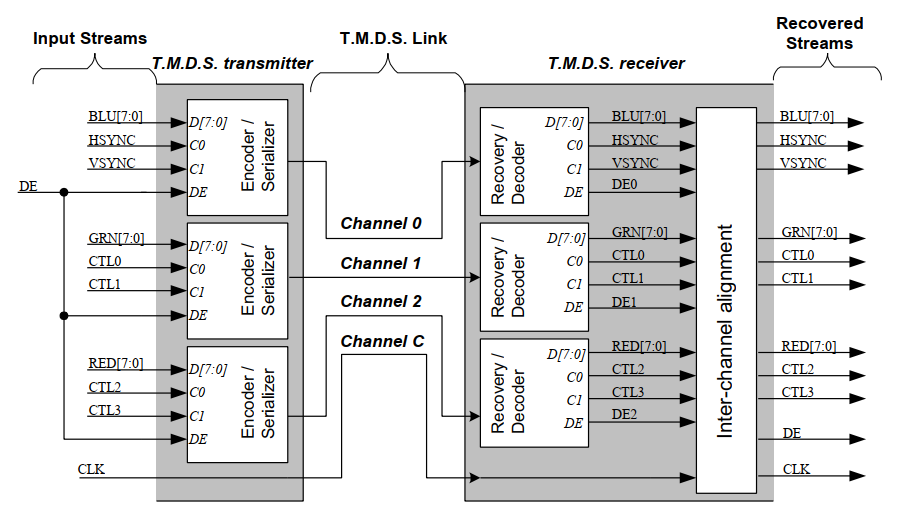 Input Streams
T.M.D.S. Link
Recovered
Streams
T.M.D.S. transmitter
T.M.D.S. receiver
BLU[7:0]
HSYNC
VSYNC
DE
D[7:0]
C0
C1
DE
Encoder /
Serializer
GRN[7:0]
CTL0
CTL1
D[7:0]
C0
C1
DE
Encoder /
Serializer
RED[7:0]
CTL2
CTL3
D[7:0]
C0
C1
DE
Encoder /
Serializer
CLK
Channel 0
Channel 1
Channel 2
Channel C
Recovery /
Decoder
D[7:0]
C0
C1
DE
BLU[7:0]
HSYNC
VSYNC
DE0
Recovery /
Decoder
D[7:0]
C0
C1
DE
GRN[7:0]
CTL0
CTL1
DE1
Recovery /
Decoder
D[7:0]
C0
C1
DE
RED[7:0]
CTL2
CTL3
DE2
Inter-channel alignment
BLU[7:0]
HSYNC
VSYNC
GRN[7:0]
CTL0
CTL1
RED[7:0]
CTL2
CTL3
DE
CLK